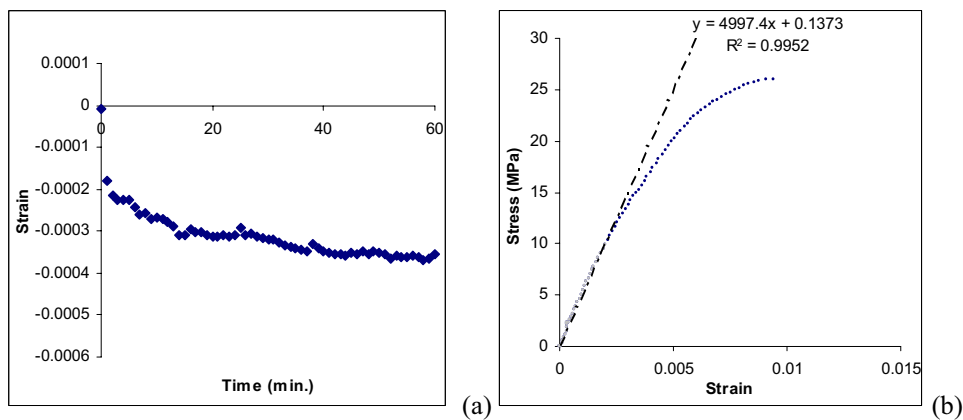 0.0001
0
0 20 40 60
-0.0001
-0.0002
-0.0003
-0.0004
-0.0005
-0.0006
Strain
Time (min.)
(a)
y = 4997.4x + 0.1373
R² = 0.9952
30
25
20
15
10
5
0
0 0.005 0.01 0.015
Stress (MPa)
Strain
(b)